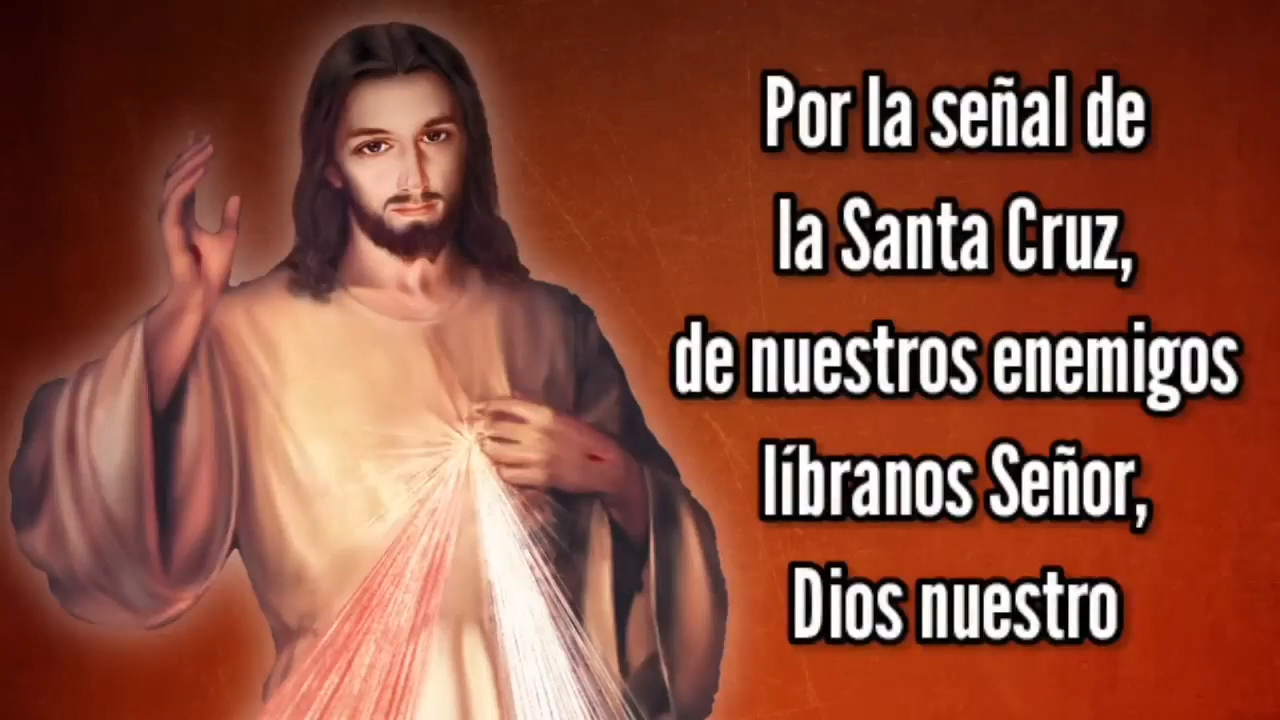 Por la señal de
la Santa Cruz,
de nuestros enemigos
líbranos Señor,
Dios nuestro